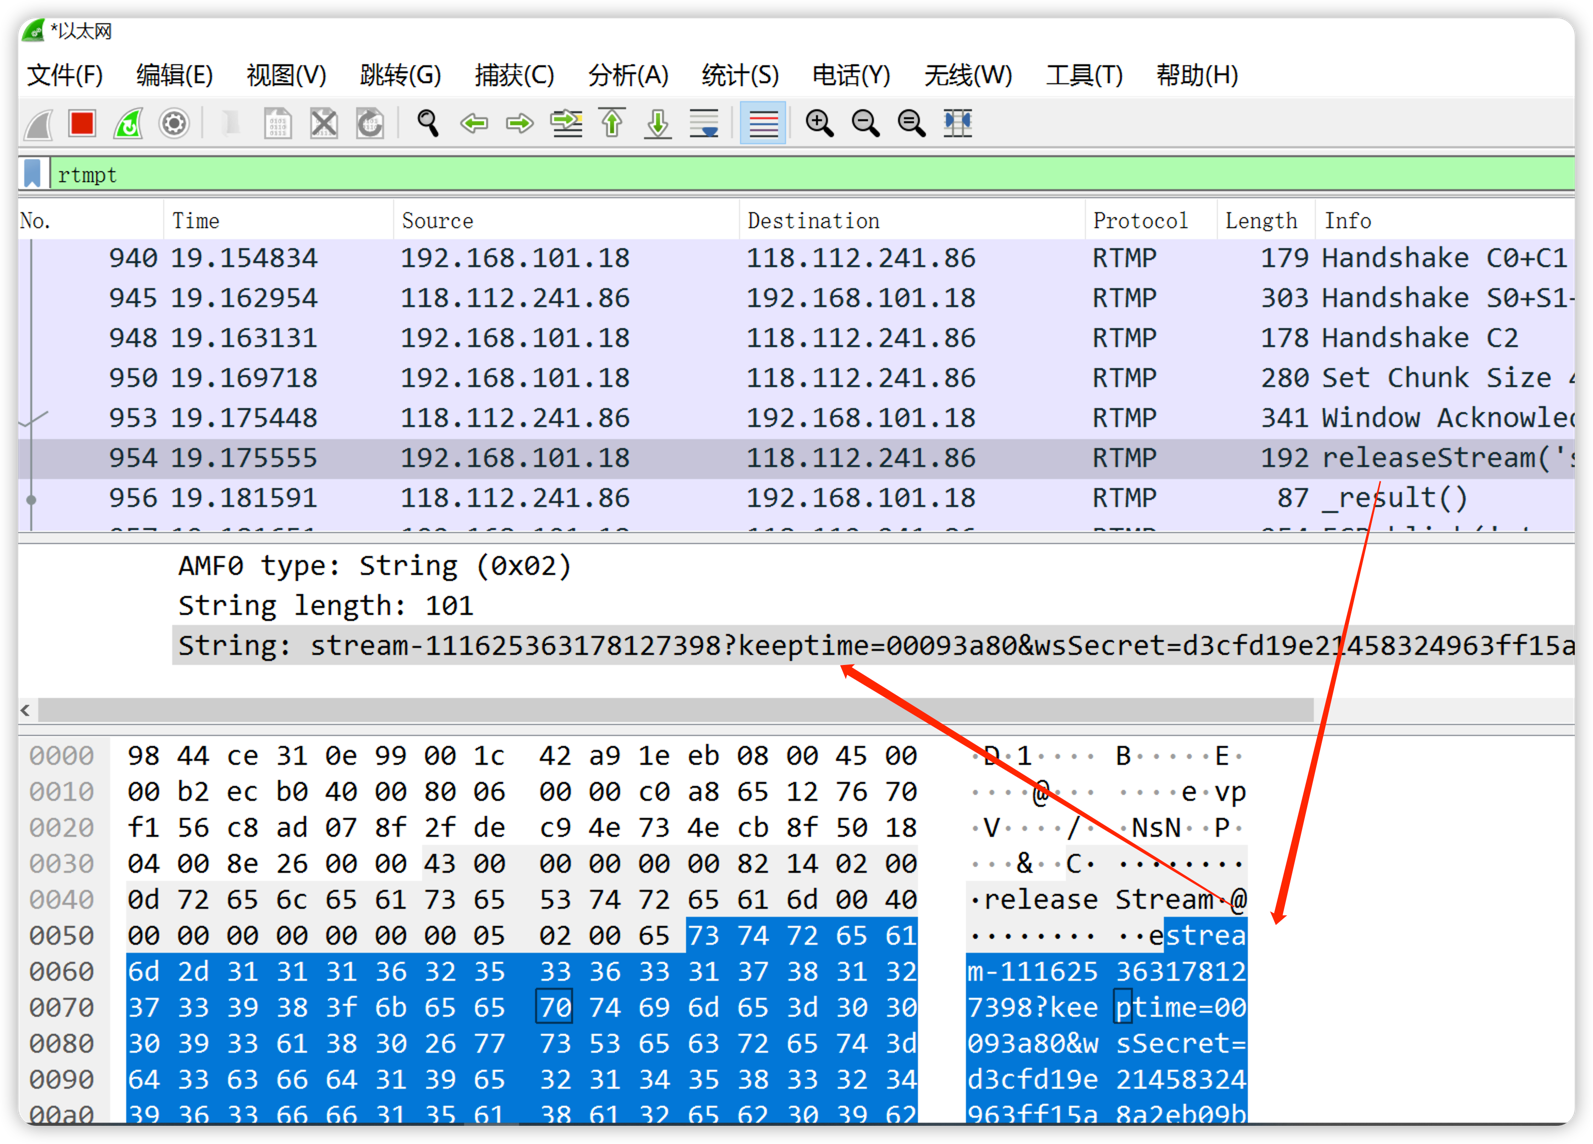 *以太网
文件(F) 编辑(E) 视图(V) 跳转(G) 捕获(C) 分析(A) 统计(S) 电话(Y) 无线(W) 工具(T) 帮助(H)
rtmpt
No. Time Source Destination Protocol Length Info
940 19.154834 192.168.101.18 118.112.241.86 RTMP 179 Handshake C0+C1
945 19.162954 118.112.241.86 192.168.101.18 RTMP 303 Handshake S0+S1-
948 19.163131 192.168.101.18 118.112.241.86 RTMP 178 Handshake C2
950 19.169718 192.168.101.18 118.112.241.86 RTMP 280 Set Chunk Size 4
953 19.175448 118.112.241.86 192.168.101.18 RTMP 341 Window Acknowled
954 19.175555 192.168.101.18 118.112.241.86 RTMP 192 releaseStream('s
956 19.181591 118.112.241.86 192.168.101.18 RTMP 87 _result()
AMF0 type: String (0x02)
String length: 101
String: stream-111625363178127398?keeptime=00093a80&wsSecret=d3cfd19e21458324963ff15a
0000 98 44 ce 31 0e 99 00 1c 42 a9 1e eb 08 00 45 00 ·D·1···· B·····E·
0010 00 b2 ec b0 40 00 80 06 00 00 c0 a8 65 12 76 70 ····@··· ····e·vp
0020 f1 56 c8 ad 07 8f 2f de c9 4e 73 4e cb 8f 50 18 ·V····/· ·NsN··P·
0030 04 00 8e 26 00 00 43 00 00 00 00 00 82 14 02 00 ···&··C· ········
0040 0d 72 65 6c 65 61 73 65 53 74 72 65 61 6d 00 40 ·release Stream·@
0050 00 00 00 00 00 00 00 05 02 00 65 73 74 72 65 61 ········ ··estrea
0060 6d 2d 31 31 31 36 32 35 33 36 33 31 37 38 31 32 m-111625 36317812
0070 37 33 39 38 3f 6b 65 65 70 74 69 6d 65 3d 30 30 7398?kee ptime=00
0080 30 39 33 61 38 30 26 77 73 53 65 63 72 65 74 3d 093a80&w sSecret=
0090 64 33 63 66 64 31 39 65 32 31 34 35 38 33 32 34 d3cfd19e 21458324
00a0 39 36 33 66 66 31 35 61 38 61 32 65 62 30 39 62 963ff15a 8a2eb09b